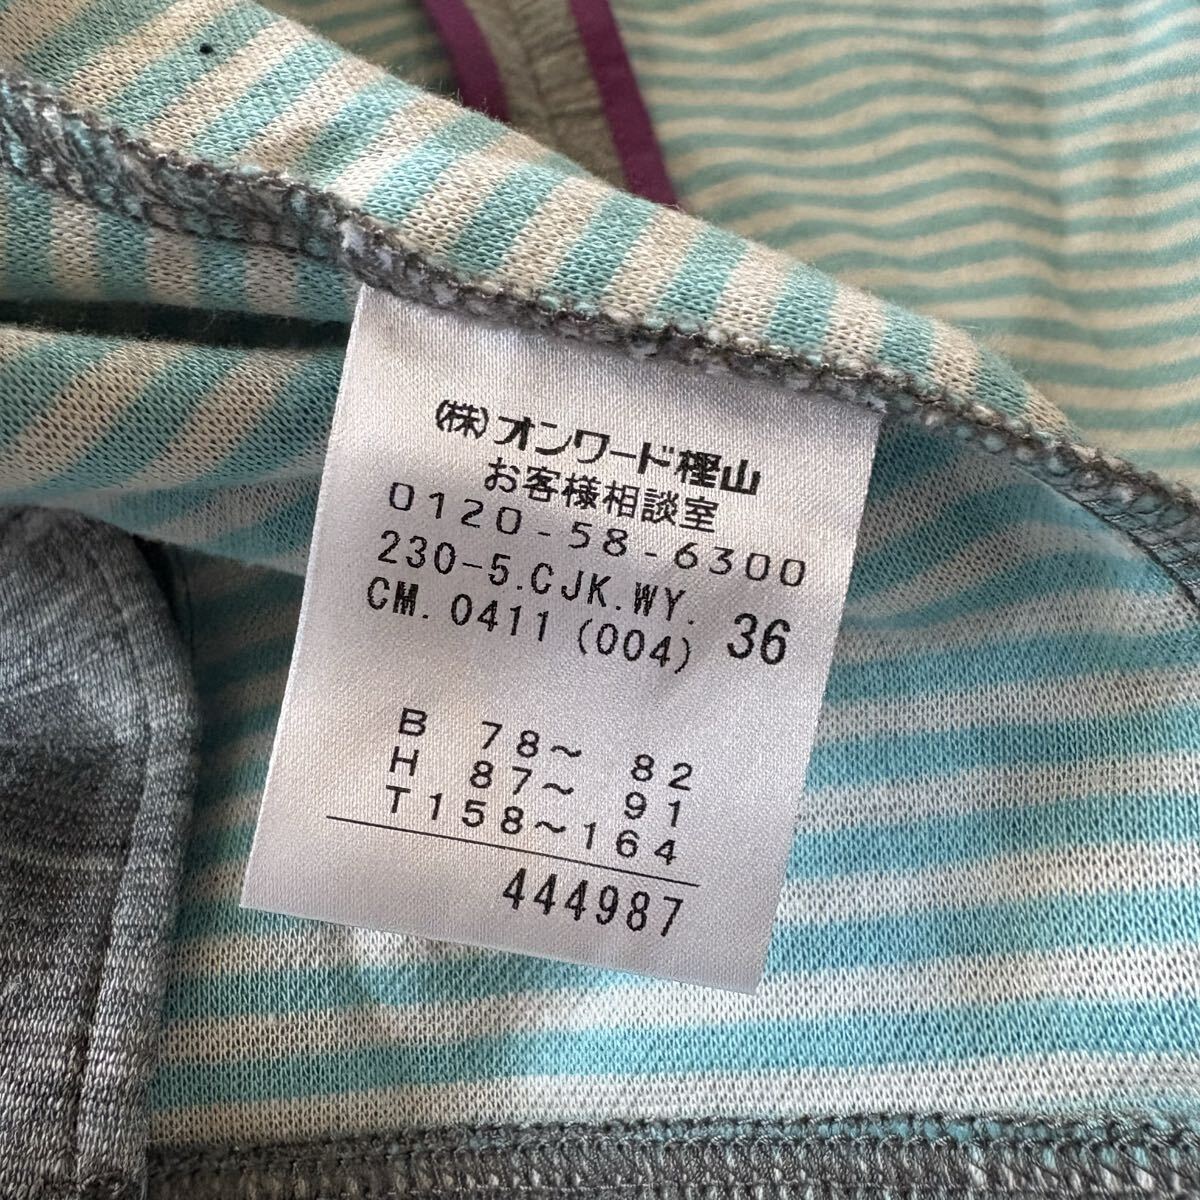 (株)オンワード樫山
お客様相談室
0120-58-6300
230-5.CJK.WY.
CM.0411(004) 36
B 78～ 82
H 87～ 91
T158～164
444987